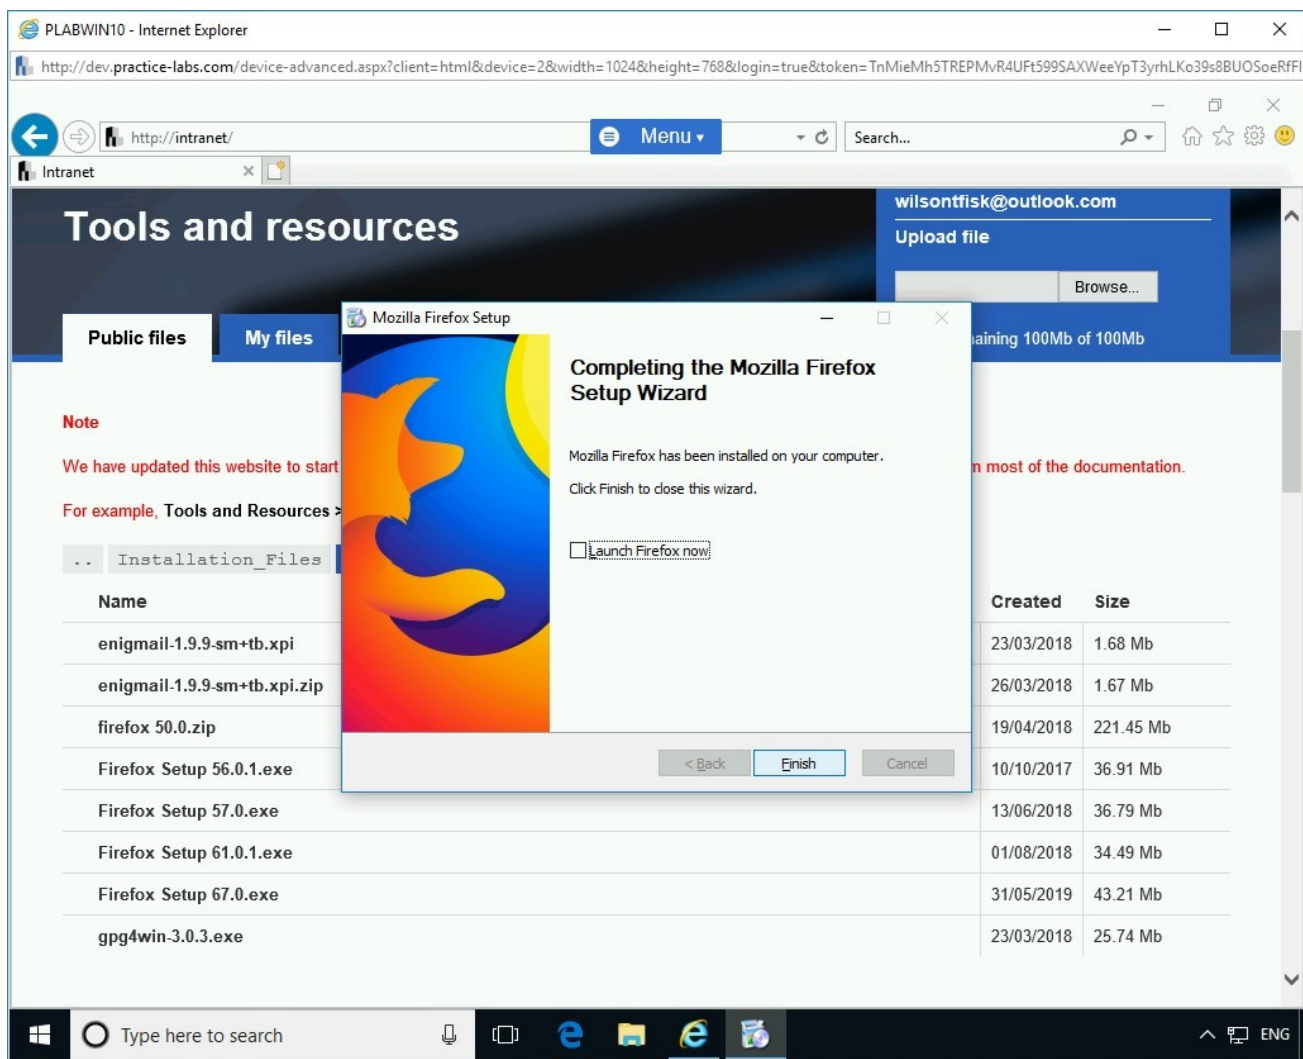 PLABWIN10 - Internet Explorer
http://dev.practice-labs.com/device-advanced.aspx?client=html&device=2&width=1024&height=768&login=true&token=TnMieMh5TREPMvR4UFt599SAXWeeYpT3yrhLKo39s8BUOSoeRfFI
http://intranet/
Menu
Search...
Intranet
wilsontfisk@outlook.com
Tools and resources
Upload file
Browse...
Public files
My files
aining 100Mb of 100Mb
Mozilla Firefox Setup
Completing the Mozilla Firefox
Setup Wizard
Mozilla Firefox has been installed on your computer.
Click Finish to close this wizard.
Launch Firefox now
< Back
Finish
Cancel
Note
We have updated this website to start
m most of the documentation.
For example, Tools and Resources >
.. Installation_Files
Name Created Size
enigmail-1.9.9-sm+tb.xpi 23/03/2018 1.68 Mb
enigmail-1.9.9-sm+tb.xpi.zip 26/03/2018 1.67 Mb
firefox 50.0.zip 19/04/2018 221.45 Mb
Firefox Setup 56.0.1.exe 10/10/2017 36.91 Mb
Firefox Setup 57.0.exe 13/06/2018 36.79 Mb
Firefox Setup 61.0.1.exe 01/08/2018 34.49 Mb
Firefox Setup 67.0.exe 31/05/2019 43.21 Mb
gpg4win-3.0.3.exe 23/03/2018 25.74 Mb
Type here to search
ENG